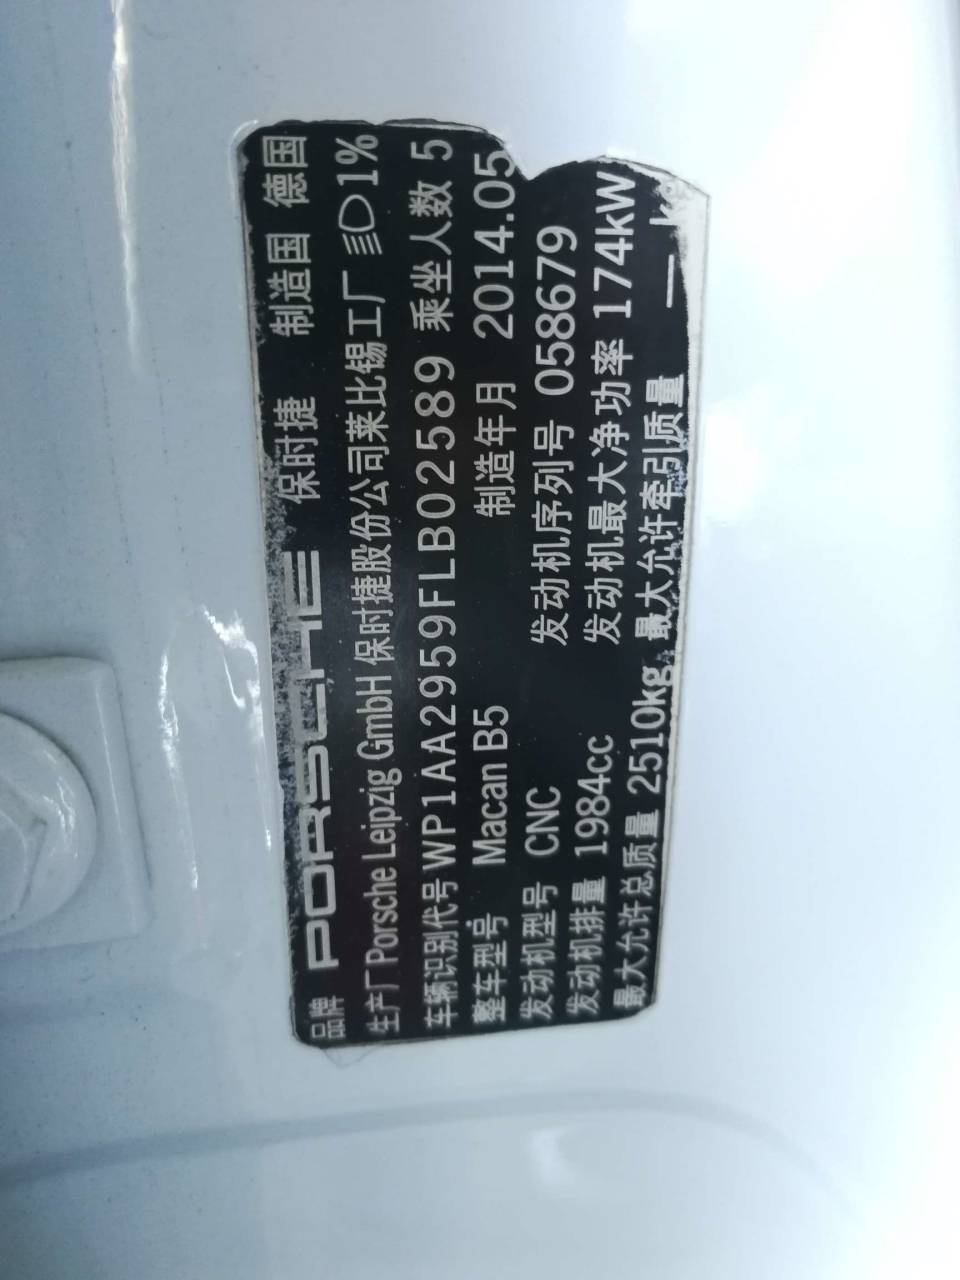 品牌 PORSCHE 保时捷 制造国 德国
生产厂 Porsche Leipzig GmbH 保时捷股份公司莱比锡工厂 1%
车辆识别代号 WP1AA2959FLB02589 乘坐人数 5
整车型号 Macan B5 制造年月 2014.05
发动机型号 CNC 发动机序列号 058679
发动机排量 1984cc 发动机最大净功率 174kW
最大允许总质量 2510kg 最大允许牵引质量 —